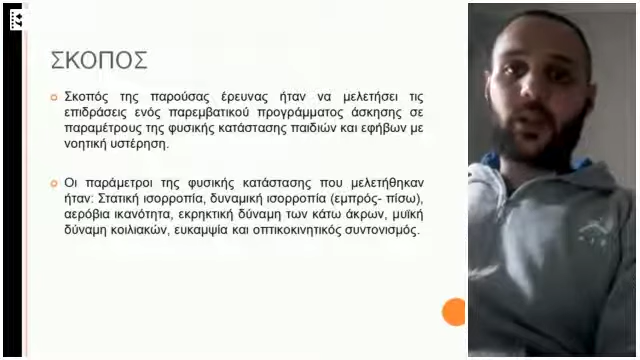 ΣΚΟΠΟΣ
Σκοπός της παρούσας έρευνας ήταν να μελετήσει τις
επιδράσεις ενός παρεμβατικού προγράμματος άσκησης σε
παραμέτρους της φυσικής κατάστασης παιδιών και εφήβων με
νοητική υστέρηση.
Οι παράμετροι της φυσικής κατάστασης που μελετήθηκαν
ήταν: Στατική ισορροπία, δυναμική ισορροπία (εμπρός- πίσω),
αερόβια ικανότητα, εκρηκτική δύναμη των κάτω άκρων, μυϊκή
δύναμη κοιλιακών, ευκαμψία και οπτικοκινητικός συντονισμός.